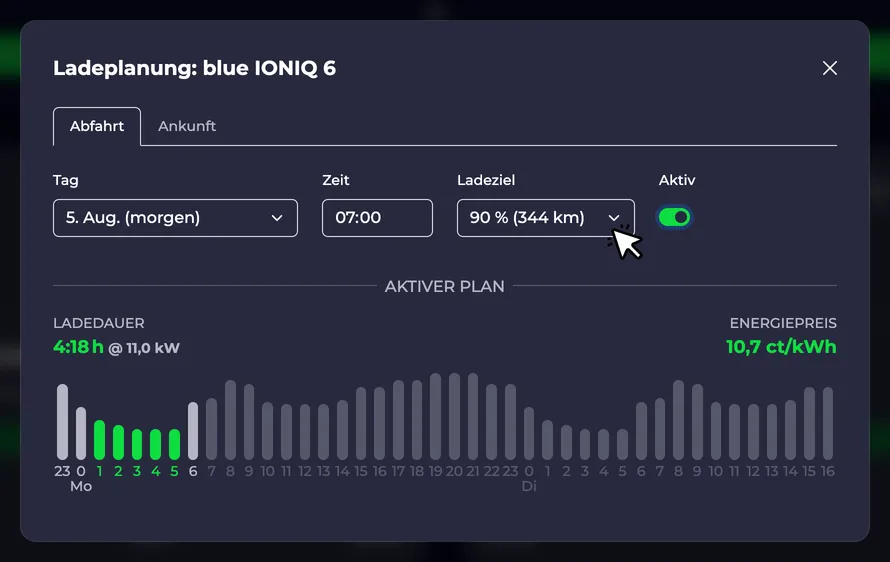 Ladeplanung: blue IONIQ 6
Abfahrt Ankunft
Tag Zeit Ladeziel Aktiv
5. Aug. (morgen) 07:00 90 % (344 km)
AKTIVER PLAN
LADEDAUER ENERGIEPREIS
4:18 h @ 11,0 kW 10,7 ct/kWh
23 0 1 2 3 4 5 6 7 8 9 10 11 12 13 14 15 16 17 18 19 20 21 22 23 0 1 2 3 4 5 6 7 8 9 10 11 12 13 14 15 16
Mo Di